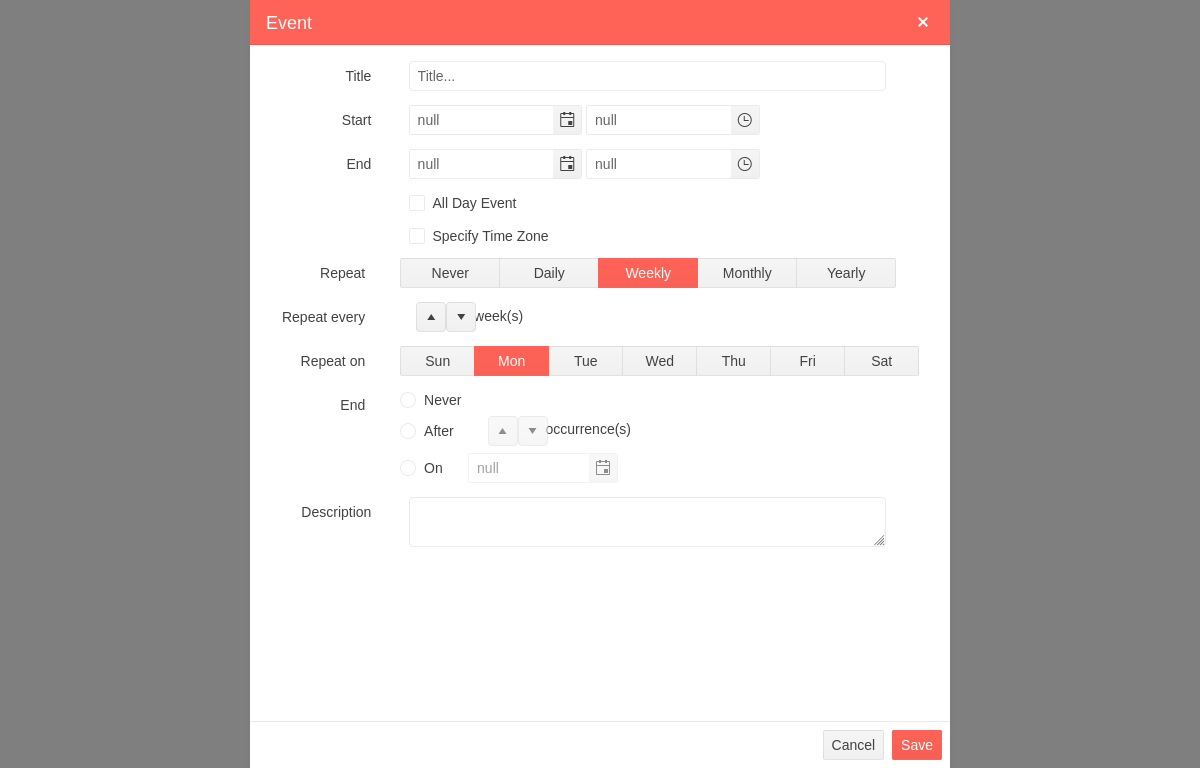 Event
Title Title...
Start null null
End null null
All Day Event
Specify Time Zone
Repeat Never Daily Weekly Monthly Yearly
Repeat every week(s)
Repeat on Sun Mon Tue Wed Thu Fri Sat
End Never
After occurrence(s)
On null
Description
Cancel Save